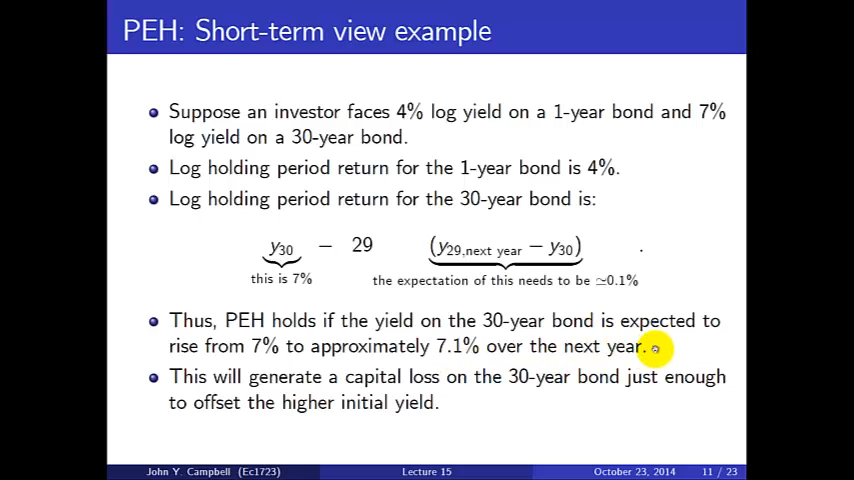 PEH: Short-term view example
Suppose an investor faces 4% log yield on a 1-year bond and 7%
log yield on a 30-year bond.
Log holding period return for the 1-year bond is 4%.
Log holding period return for the 30-year bond is:
y30 − 29 (y29,next year − y30) .
this is 7% the expectation of this needs to be ≃0.1%
Thus, PEH holds if the yield on the 30-year bond is expected to
rise from 7% to approximately 7.1% over the next year.
This will generate a capital loss on the 30-year bond just enough
to offset the higher initial yield.
John Y. Campbell (Ec1723) Lecture 15 October 23, 2014 11 / 23